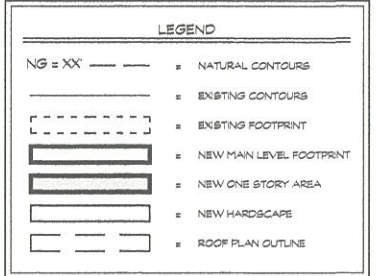 LEGEND
NG = XX' = NATURAL CONTOURS
= EXISTING CONTOURS
= EXISTING FOOTPRINT
= NEW MAIN LEVEL FOOTPRINT
= NEW ONE STORY AREA
= NEW HARDSCAPE
= ROOF PLAN OUTLINE